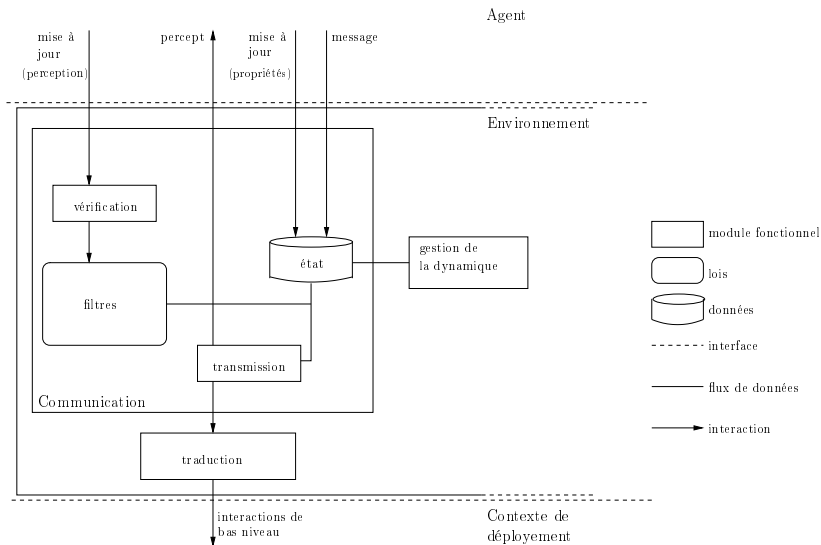 Agent
mise à
jour
(perception)
percept
mise à
jour
(propriétés)
message
Environnement
vérification
état
gestion de
la dynamique
filtres
transmission
Communication
traduction
interactions de
bas niveau
Contexte de
déployement
module fonctionnel
lois
données
interface
flux de données
interaction